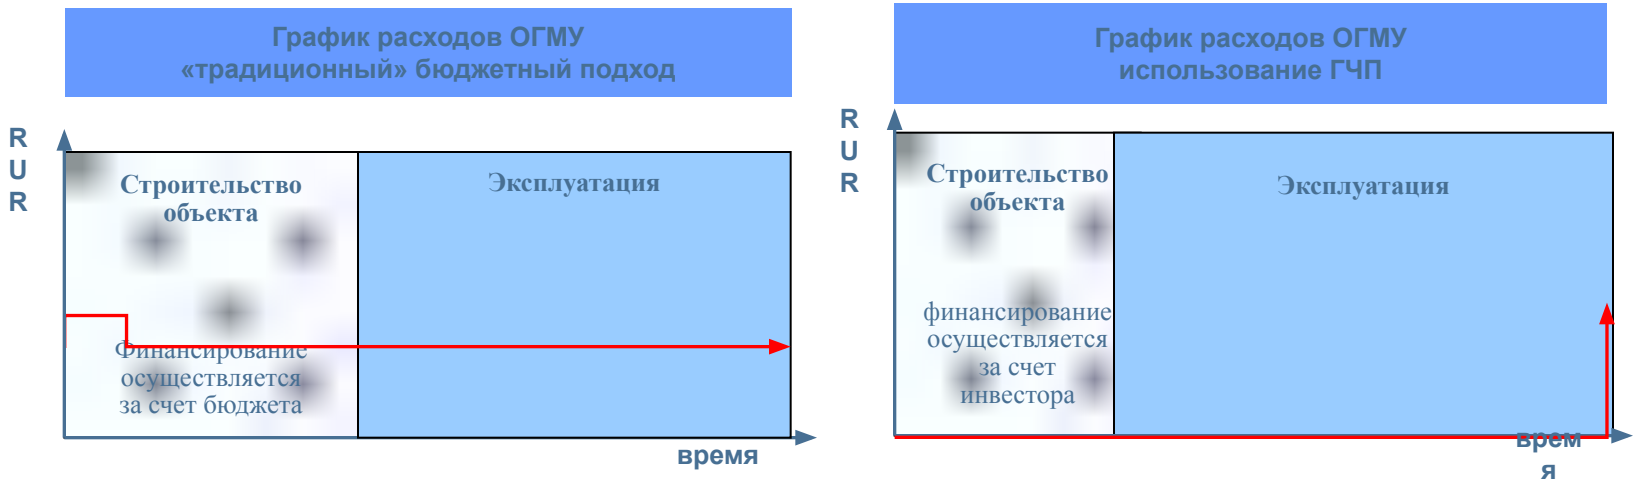 График расходов ОГМУ
«традиционный» бюджетный подход
R
U
R
Строительство
объекта
Эксплуатация
Финансирование
осуществляется
за счет бюджета
время
График расходов ОГМУ
использование ГЧП
R
U
R
Строительство
объекта
Эксплуатация
финансирование
осуществляется
за счет
инвестора
врем
я